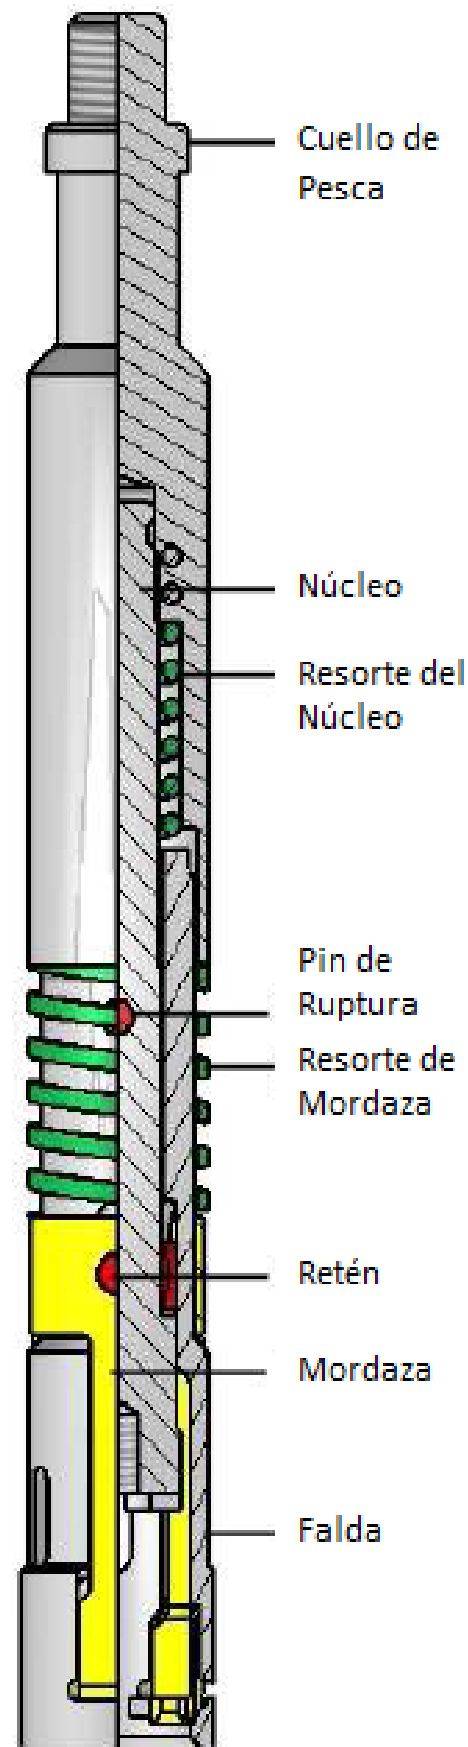 Cuello de
Pesca
Núcleo
Resorte del
Núcleo
Pin de
Ruptura
Resorte de
Mordaza
Retén
Mordaza
Falda